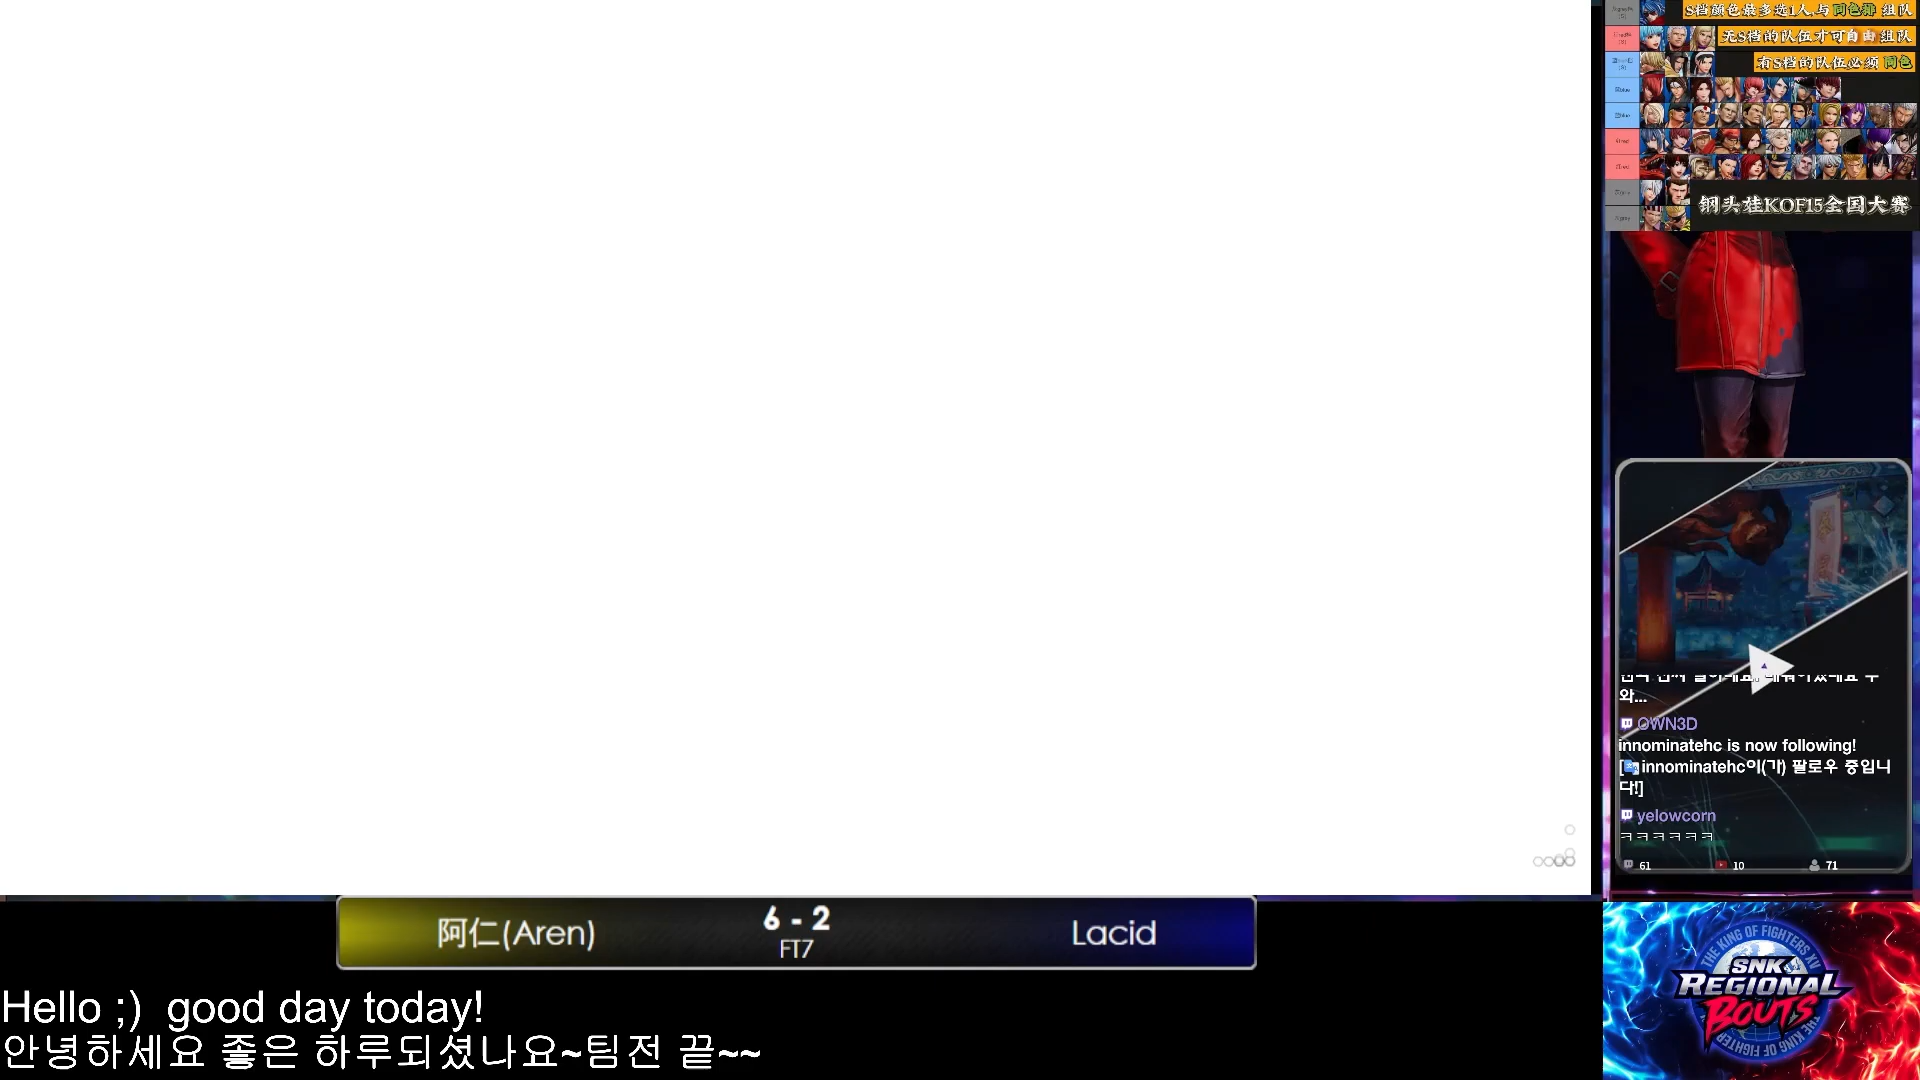 S档颜色最多选1人,与 同色排 组队
无S档的队伍才可自由组队
有S档的队伍必须 同色
钢头娃KOF15全国大赛
와...
OWN3D
innominatehc is now following!
[innominatehc이(가) 팔로우 중입니
다!]
yelowcorn
ㅋㅋㅋㅋㅋㅋ
61 10 71
阿仁(Aren) 6 - 2 Lacid
FT7
Hello ;) good day today!
안녕하세요 좋은 하루되셨나요~팀전 끝~~
THE KING OF FIGHTERS XV
SNK
REGIONAL
BOUTS